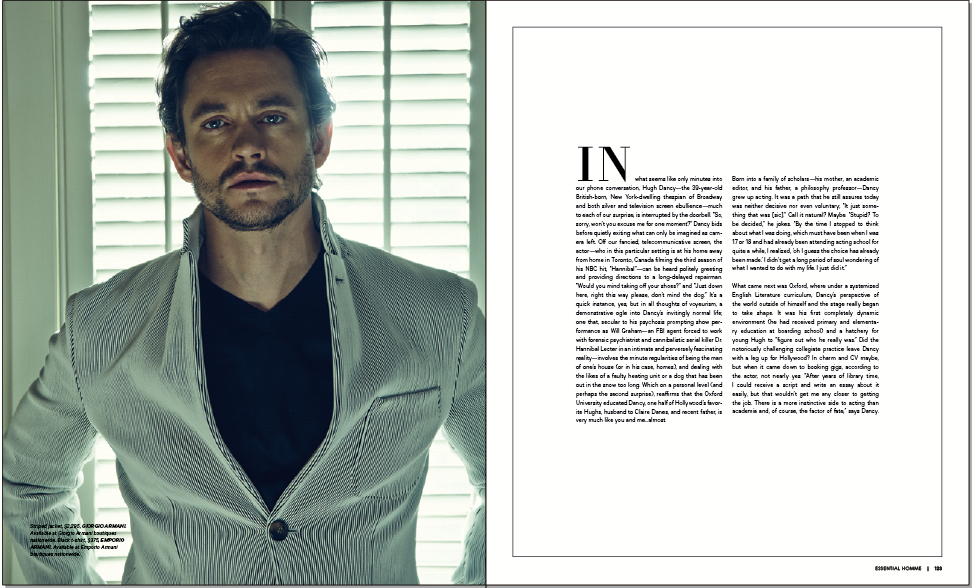 Striped jacket, $2,295, GIORGIO ARMANI.
Available at Giorgio Armani boutiques
nationwide. Black t-shirt, $375, EMPORIO
ARMANI. Available at Emporio Armani
boutiques nationwide.
IN what seems like only minutes into
our phone conversation, Hugh Dancy—the 39-year-old
British-born, New York-dwelling thespian of Broadway
and both silver and television screen ebullience—much
to each of our surprise, is interrupted by the doorbell. "So,
sorry, won't you excuse me for one moment?" Dancy bids
before quietly exiting what can only be imagined as cam-
era left. Off our fancied, telecommunicative screen, the
actor—who in this particular setting is at his home away
from home in Toronto, Canada filming the third season of
his NBC hit, "Hannibal"—can be heard politely greeting
and providing directions to a long-delayed repairman.
"Would you mind taking off your shoes?" and "Just down
here, right this way please, don't mind the dog." It's a
quick instance, yes, but in all thoughts of voyeurism, a
demonstrative ogle into Dancy's invitingly normal life;
one that, secular to his psychosis prompting show per-
formance as Will Graham—an FBI agent forced to work
with forensic psychiatrist and cannibalistic serial killer Dr.
Hannibal Lecter in an intimate and perversely fascinating
reality—involves the minute regularities of being the man
of one's house (or in his case, homes), and dealing with
the likes of a faulty heating unit or a dog that has been
out in the snow too long. Which on a personal level (and
perhaps the second surprise), reaffirms that the Oxford
University educated Dancy, one half of Hollywood's favor-
ite Hughs, husband to Claire Danes, and recent father, is
very much like you and me...almost.
Born into a family of scholars—his mother, an academic
editor, and his father, a philosophy professor—Dancy
grew up acting. It was a path that he still assures today
was neither decisive nor even voluntary, "It just some-
thing that was [sic]." Call it natural? Maybe. "Stupid? To
be decided," he jokes. "By the time I stopped to think
about what I was doing, which must have been when I was
17 or 18 and had already been attending acting school for
quite a while, I realized, 'oh I guess the choice has already
been made.' I didn't get a long period of soul wondering of
what I wanted to do with my life. I just did it."
What came next was Oxford, where under a systemized
English Literature curriculum, Dancy's perspective of
the world outside of himself and the stage really began
to take shape. It was his first completely dynamic
environment (he had received primary and elementa-
ry education at boarding school) and a hatchery for
young Hugh to "figure out who he really was." Did the
notoriously challenging collegiate practice leave Dancy
with a leg up for Hollywood? In charm and CV maybe,
but when it came down to booking gigs, according to
the actor, not nearly yes. "After years of library time,
I could receive a script and write an essay about it
easily, but that wouldn't get me any closer to getting
the job. There is a more instinctive side to acting than
academia and, of course, the factor of fate," says Dancy.
ESSENTIAL HOMME |